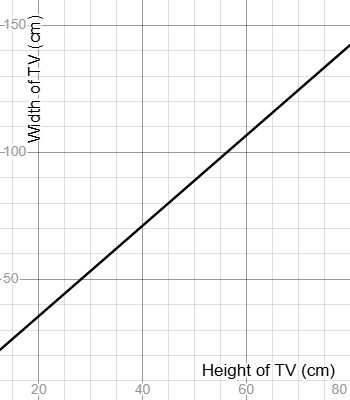 150
Width of TV (cm)
100
50
Height of TV (cm)
20 40 60 80